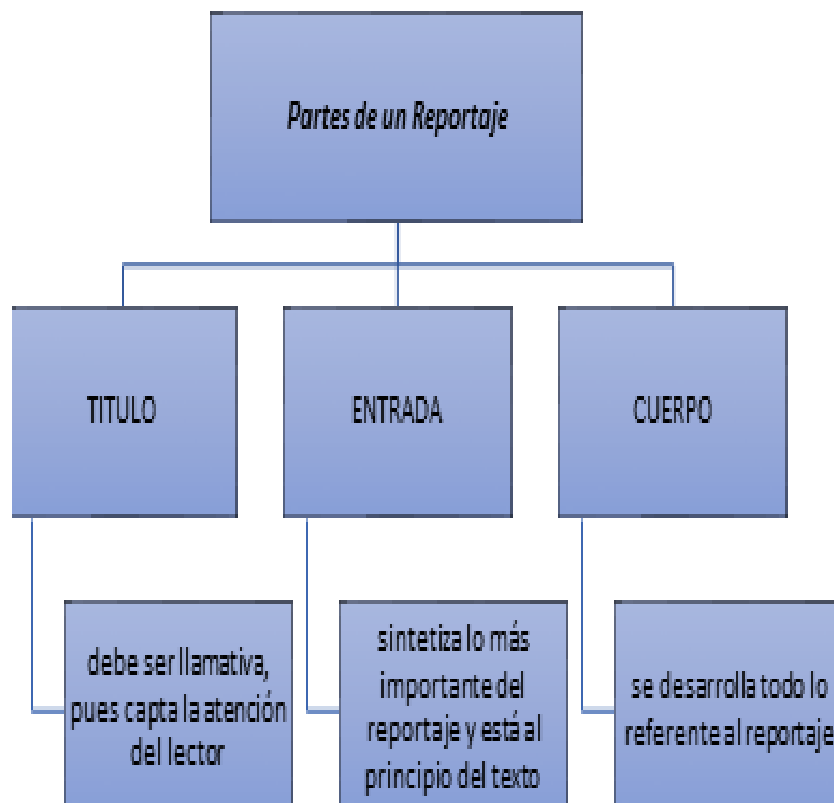 Partes de un Reportaje
TITULO
ENTRADA
CUERPO
debe ser llamativa,
pues capta la atención
del lector
sintetiza lo más
importante del
reportaje y está al
principio del texto
se desarrolla todo lo
referente al reportaje